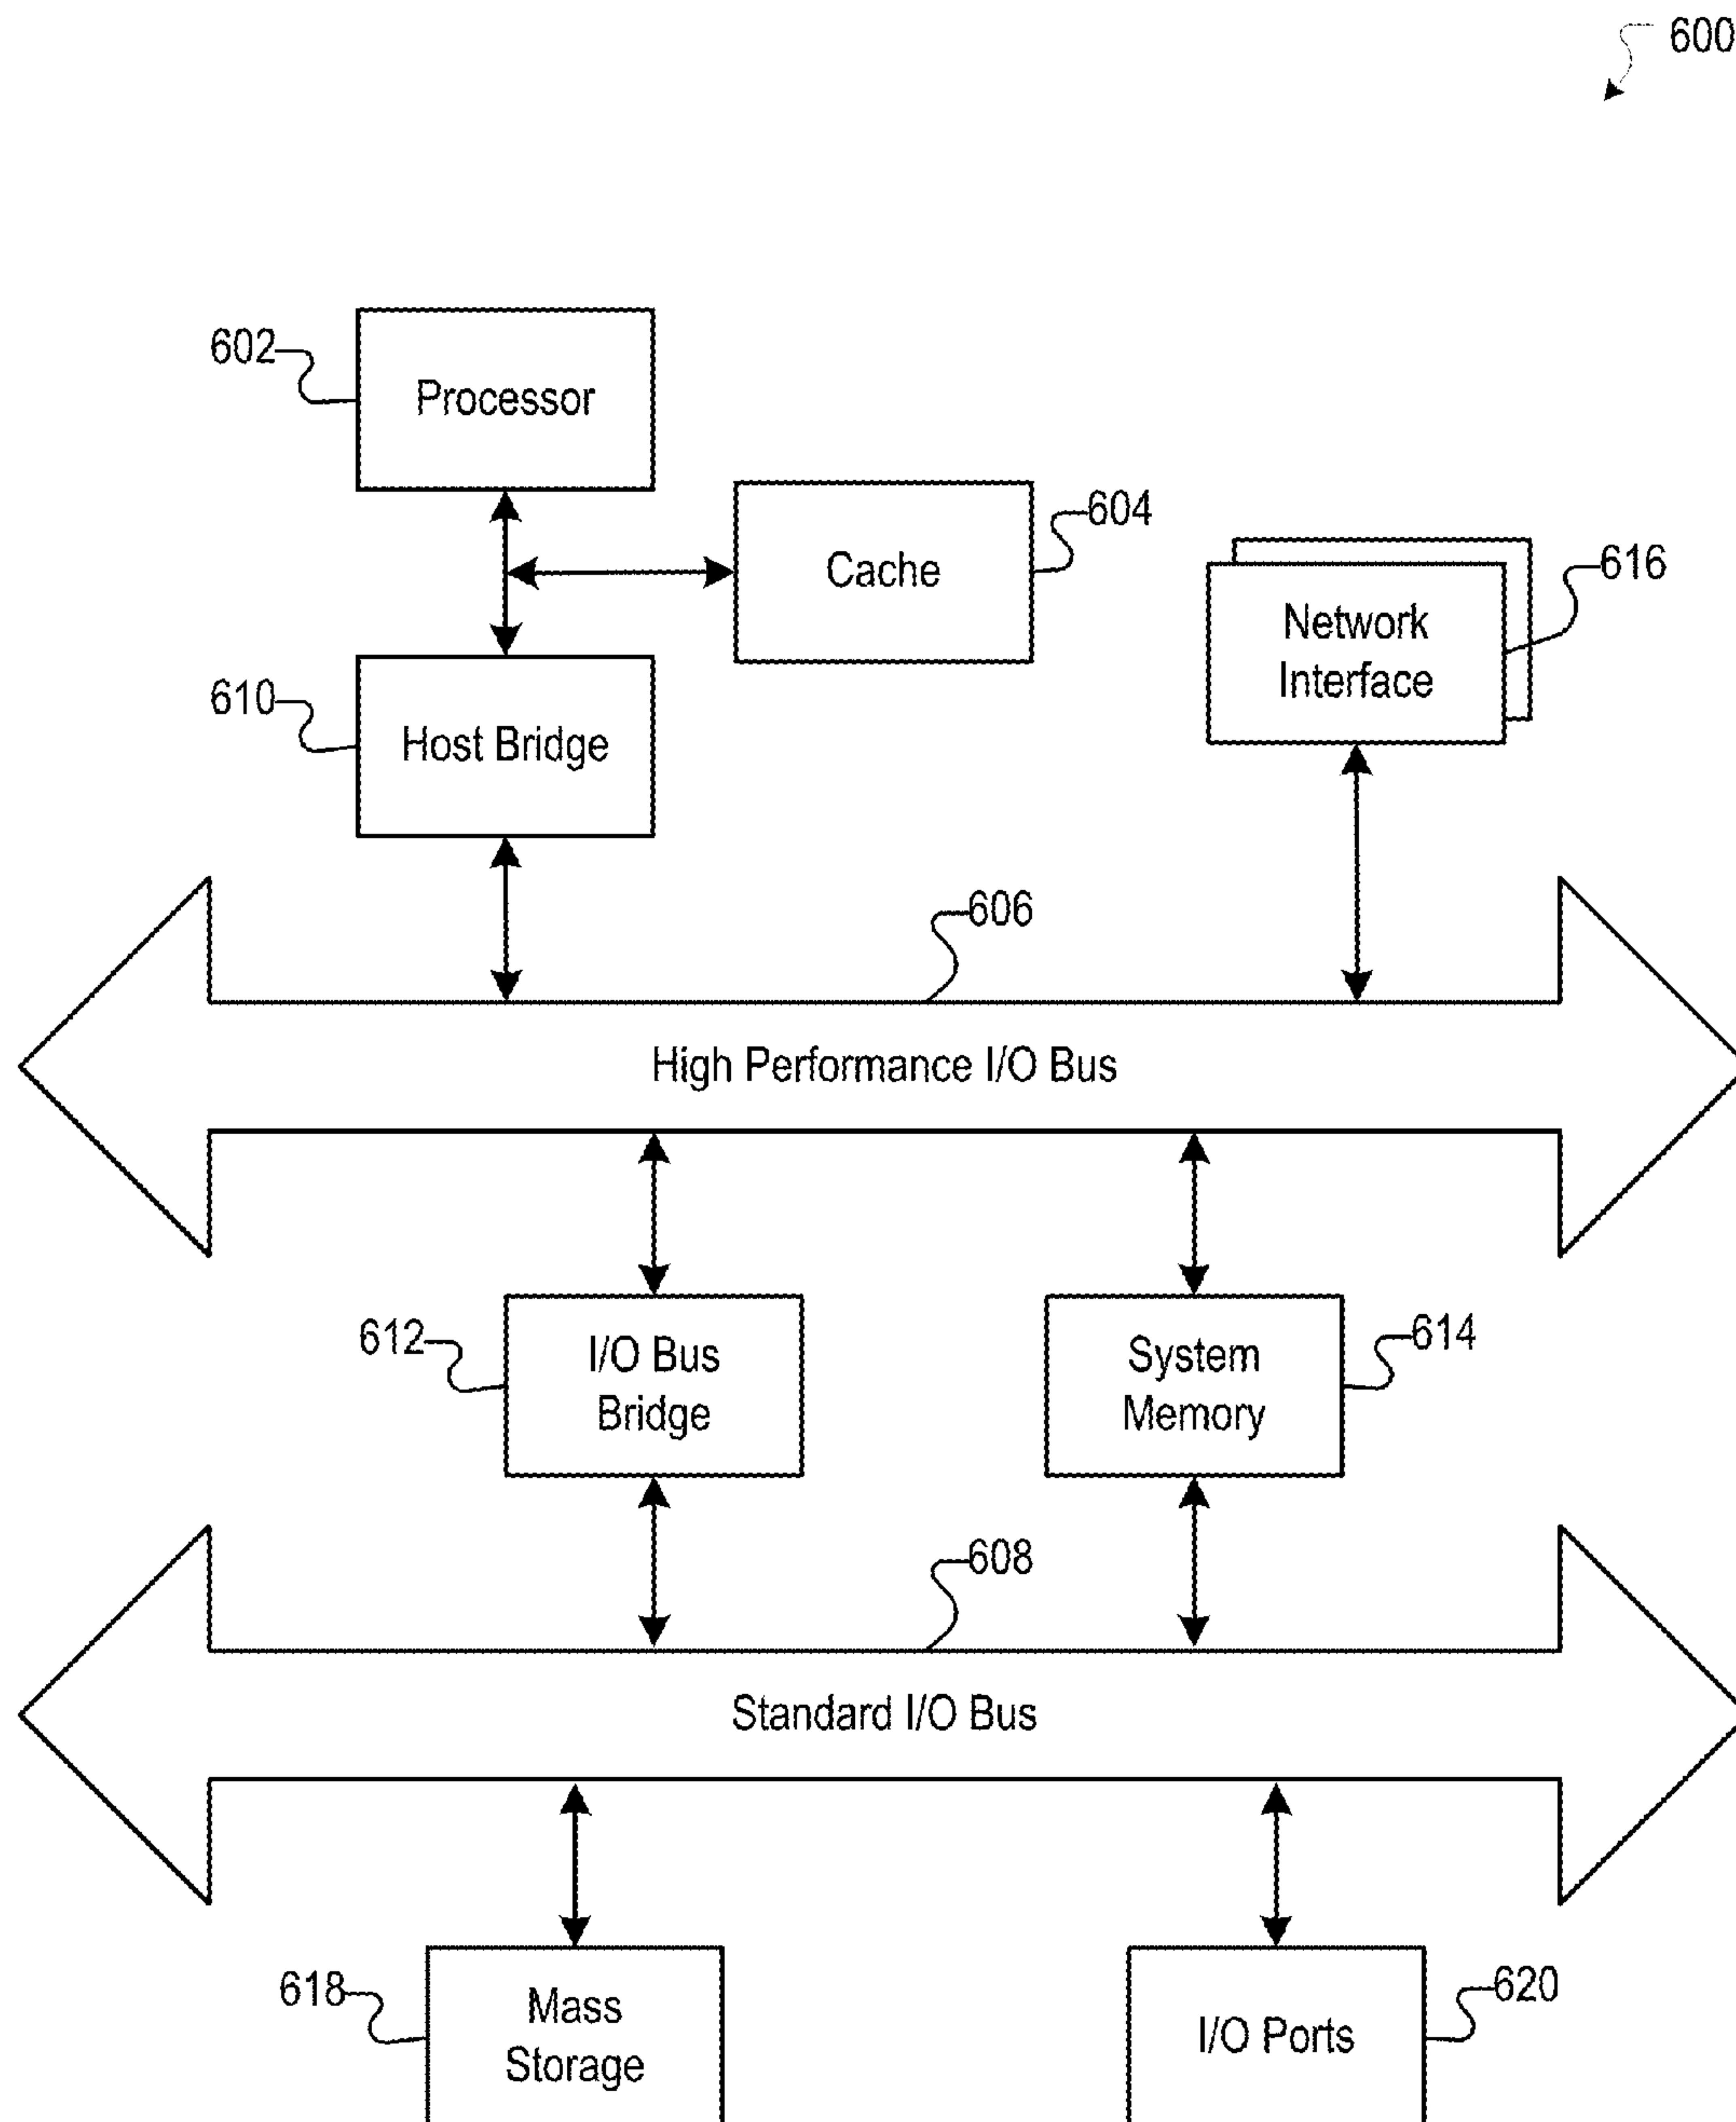 600
602
Processor
604
Cache
616
Network
Interface
610
Host Bridge
606
High Performance I/O Bus
612
I/O Bus
Bridge
System
Memory
614
608
Standard I/O Bus
618
Mass
Storage
I/O Ports
620